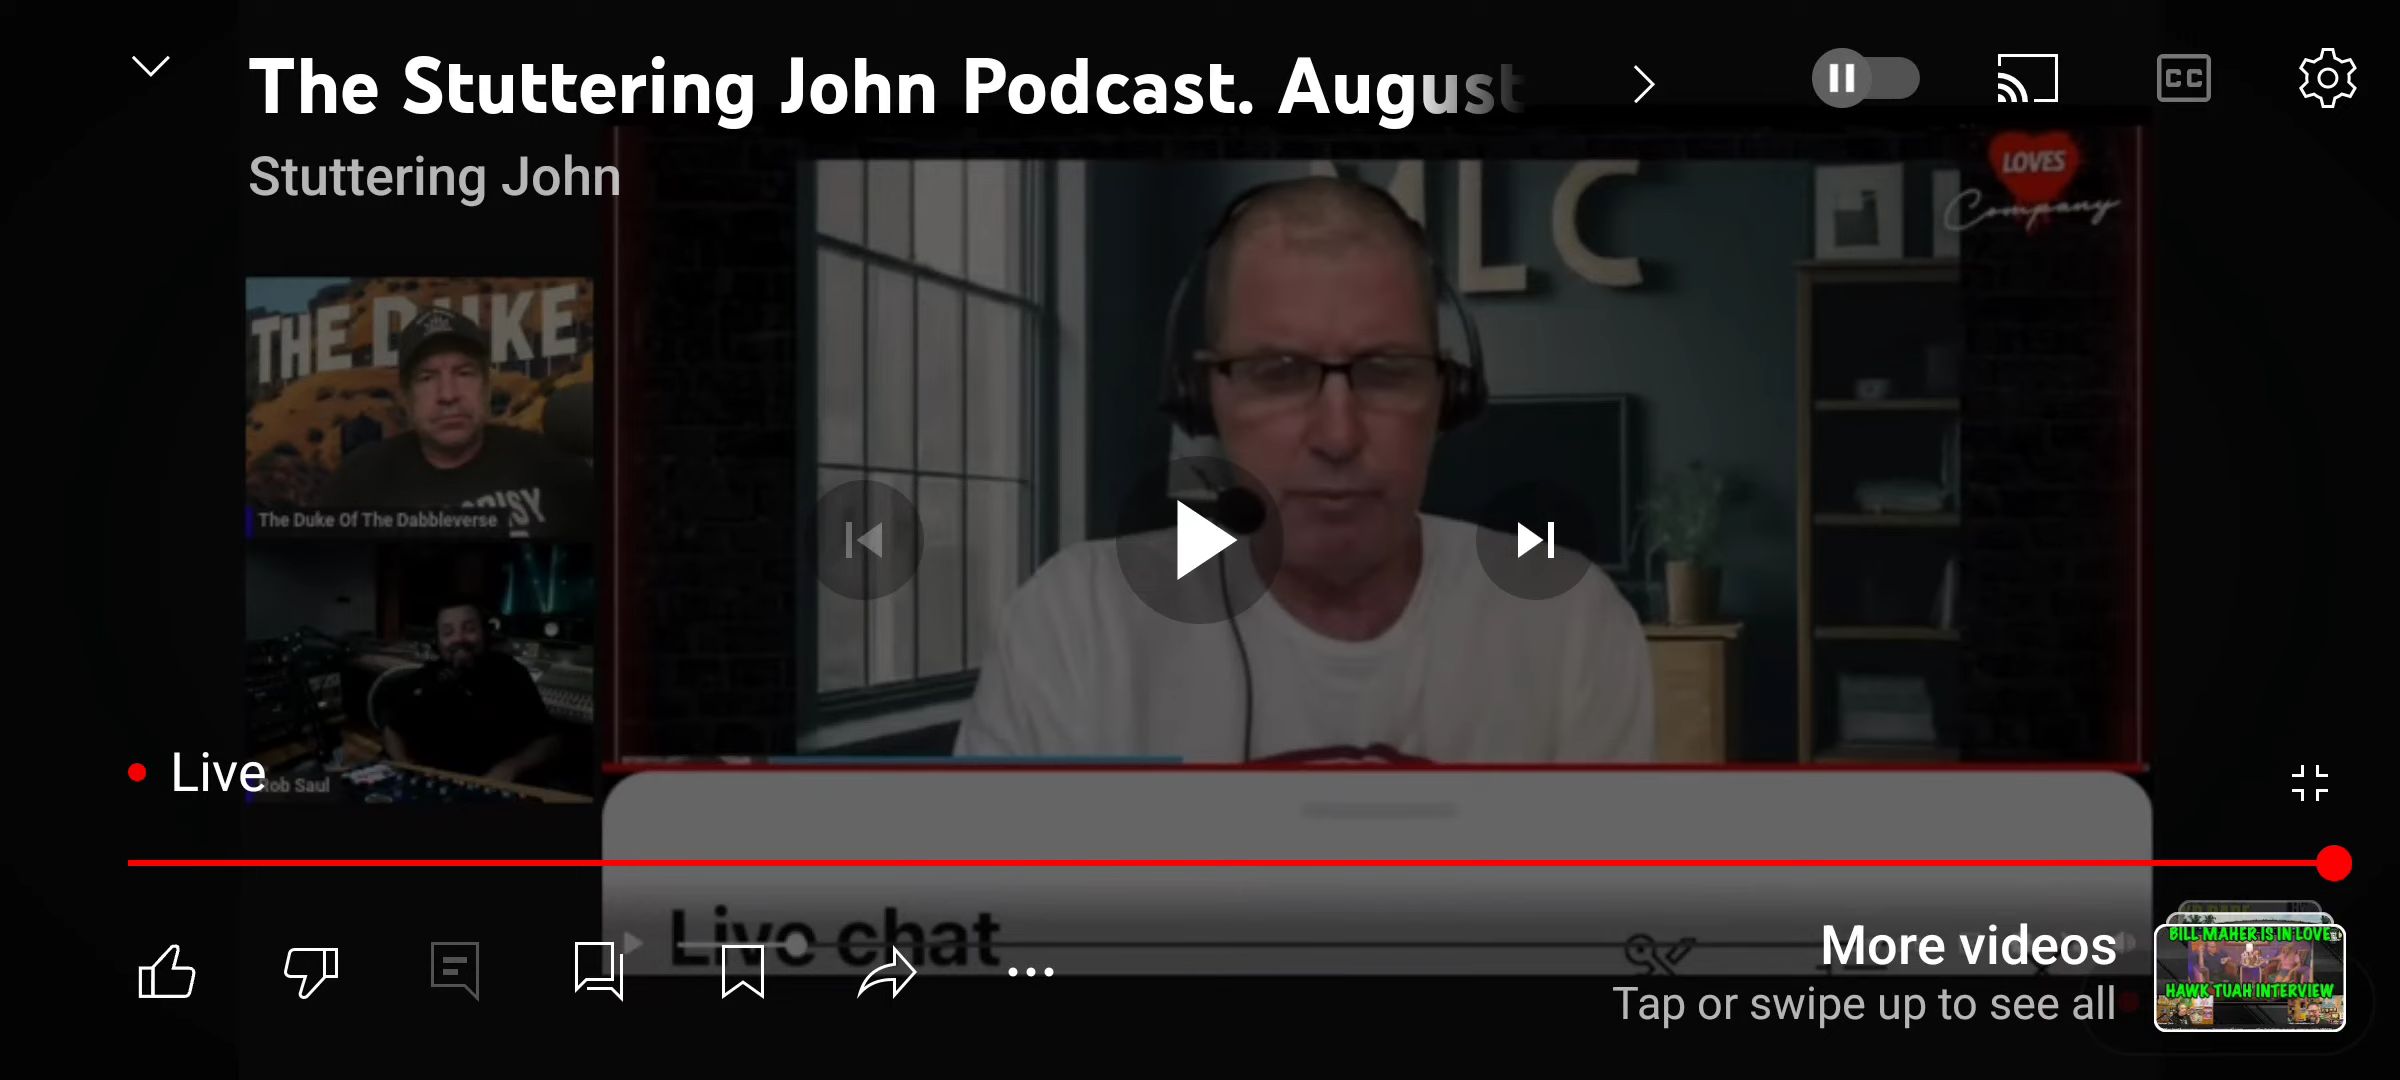 The Stuttering John Podcast. August
Stuttering John
CC
LOVES
Company
MLC
THE DUKE
The Duke Of The Dabbleverse
Live
Rob Saul
Live chat
More videos
Tap or swipe up to see all
BILL MAHER IS IN LOVE
HAWK TUAH INTERVIEW